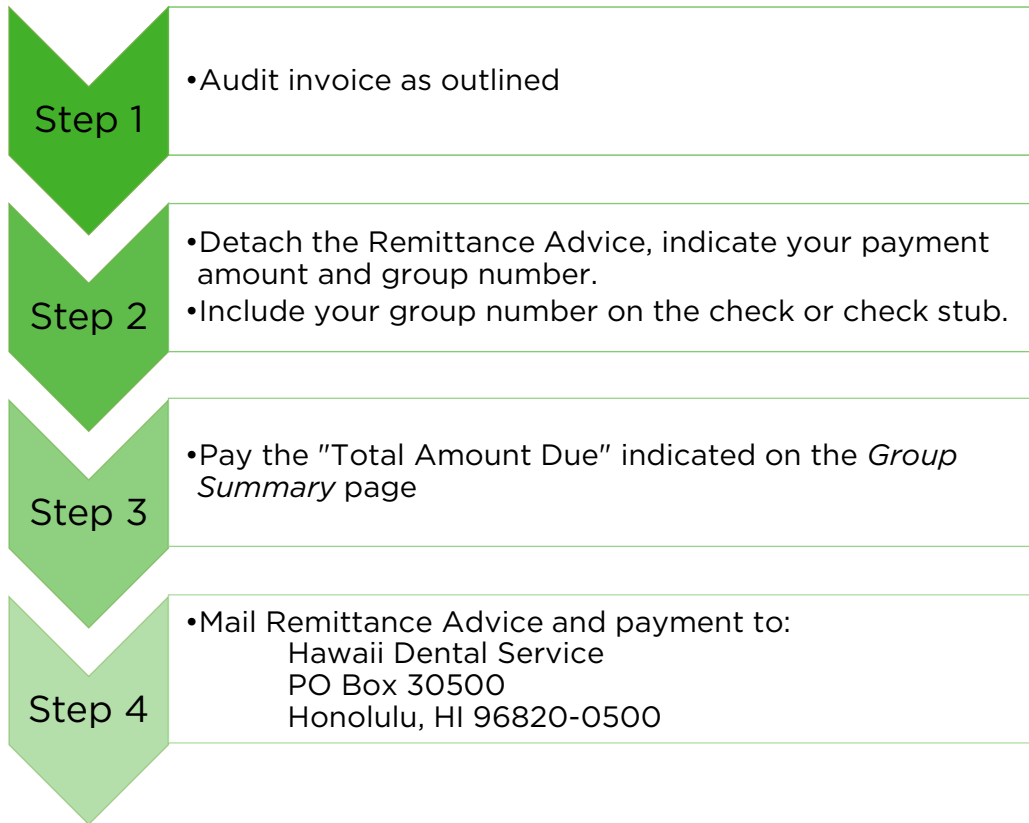 Step 1
•Audit invoice as outlined
Step 2
•Detach the Remittance Advice, indicate your payment
amount and group number.
•Include your group number on the check or check stub.
Step 3
•Pay the "Total Amount Due" indicated on the Group
Summary page
Step 4
•Mail Remittance Advice and payment to:
Hawaii Dental Service
PO Box 30500
Honolulu, HI 96820-0500